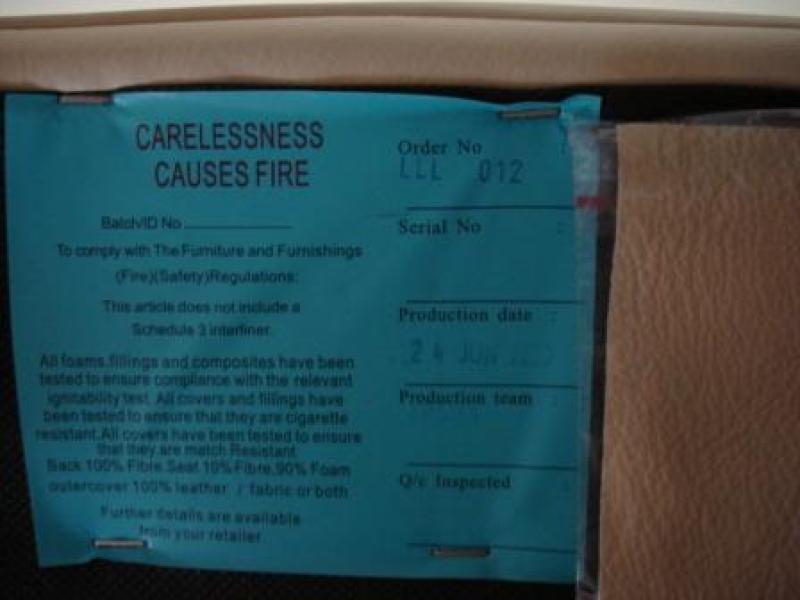 CARELESSNESS
CAUSES FIRE
Batch/ID No
To comply with The Furniture and Furnishings
(Fire)(Safety)Regulations:
This article does not include a
Schedule 3 interliner.
All foams.fillings and composites have been
tested to ensure compliance with the relevant
ignitability test. All covers and fillings have
been tested to ensure that they are cigarette
resistant.All covers have been tested to ensure
that they are match Resistant
Back 100% Fibre.Seat 10% Fibre.90% Foam
outercover 100% leather / fabric or both
Further details are available
from your retailer
Order No :
LLL 012
Serial No :
Production date :
24 JUN
Production team :
Q/c Inspected :